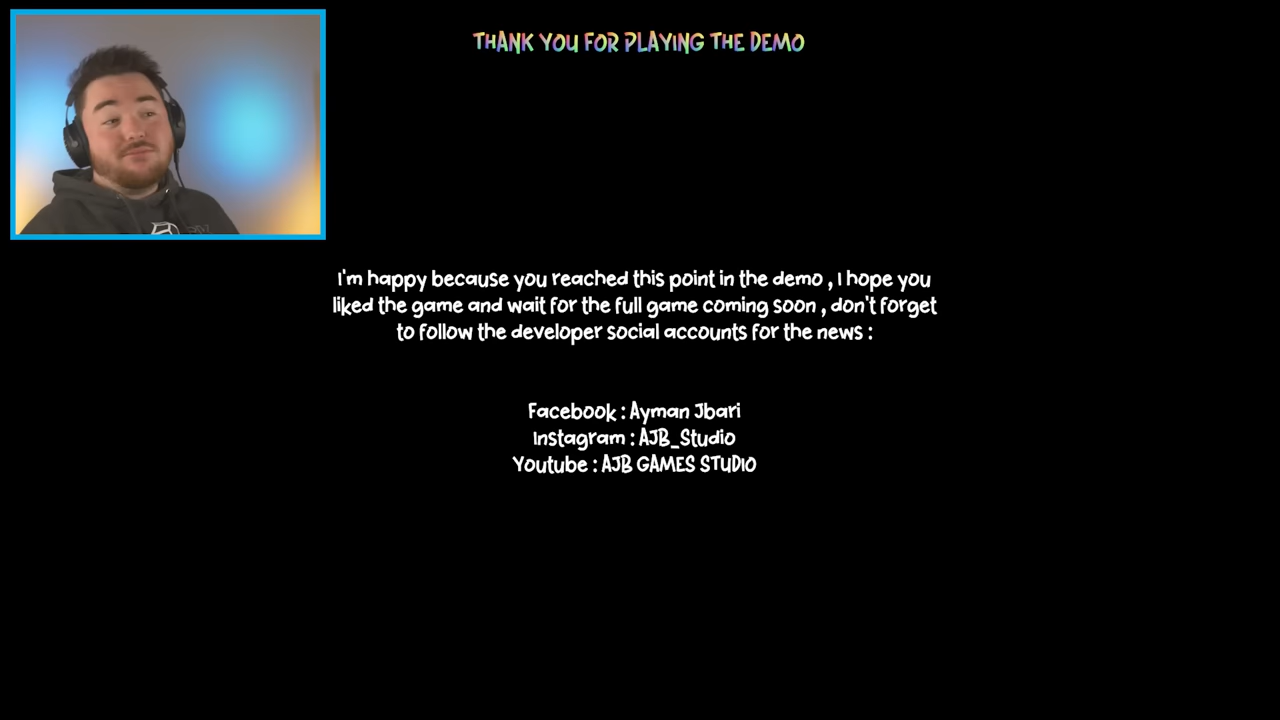 THANK YOU FOR PLAYING THE DEMO
I'm happy because you reached this point in the demo , I hope you
liked the game and wait for the full game coming soon , don't forget
to follow the developer social accounts for the news :
Facebook : Ayman Jbari
Instagram : AJB_Studio
Youtube : AJB GAMES STUDIO